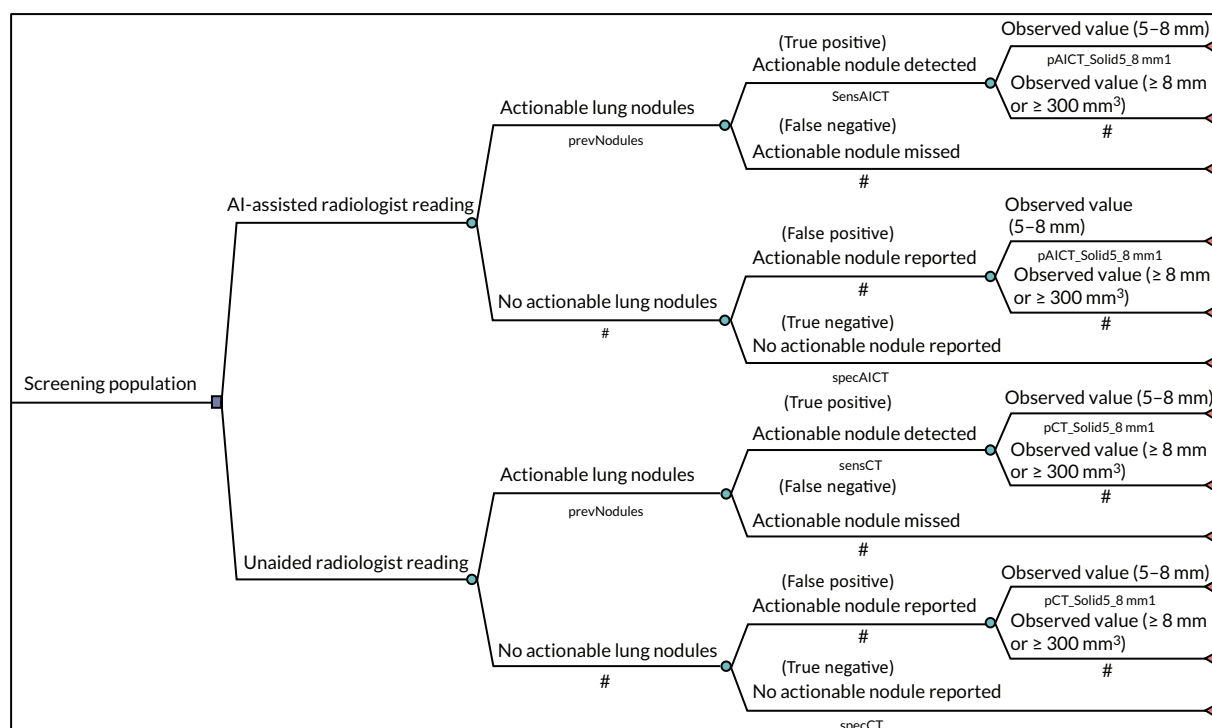 Screening population
AI-assisted radiologist reading
Actionable lung nodules
prevNodules
(True positive)
Actionable nodule detected
SensAICT
Observed value (5–8 mm)
pAICT_Solid5_8 mm1
Observed value (≥ 8 mm
or ≥ 300 mm³)
#
(False negative)
Actionable nodule missed
#
No actionable lung nodules
#
(False positive)
Actionable nodule reported
#
Observed value
(5–8 mm)
pAICT_Solid5_8 mm1
Observed value (≥ 8 mm
or ≥ 300 mm³)
#
(True negative)
No actionable nodule reported
specAICT
Unaided radiologist reading
Actionable lung nodules
prevNodules
(True positive)
Actionable nodule detected
sensCT
Observed value (5–8 mm)
pCT_Solid5_8 mm1
Observed value (≥ 8 mm
or ≥ 300 mm³)
#
(False negative)
Actionable nodule missed
#
No actionable lung nodules
#
(False positive)
Actionable nodule reported
#
Observed value (5–8 mm)
pCT_Solid5_8 mm1
Observed value (≥ 8 mm
or ≥ 300 mm³)
#
(True negative)
No actionable nodule reported
specCT